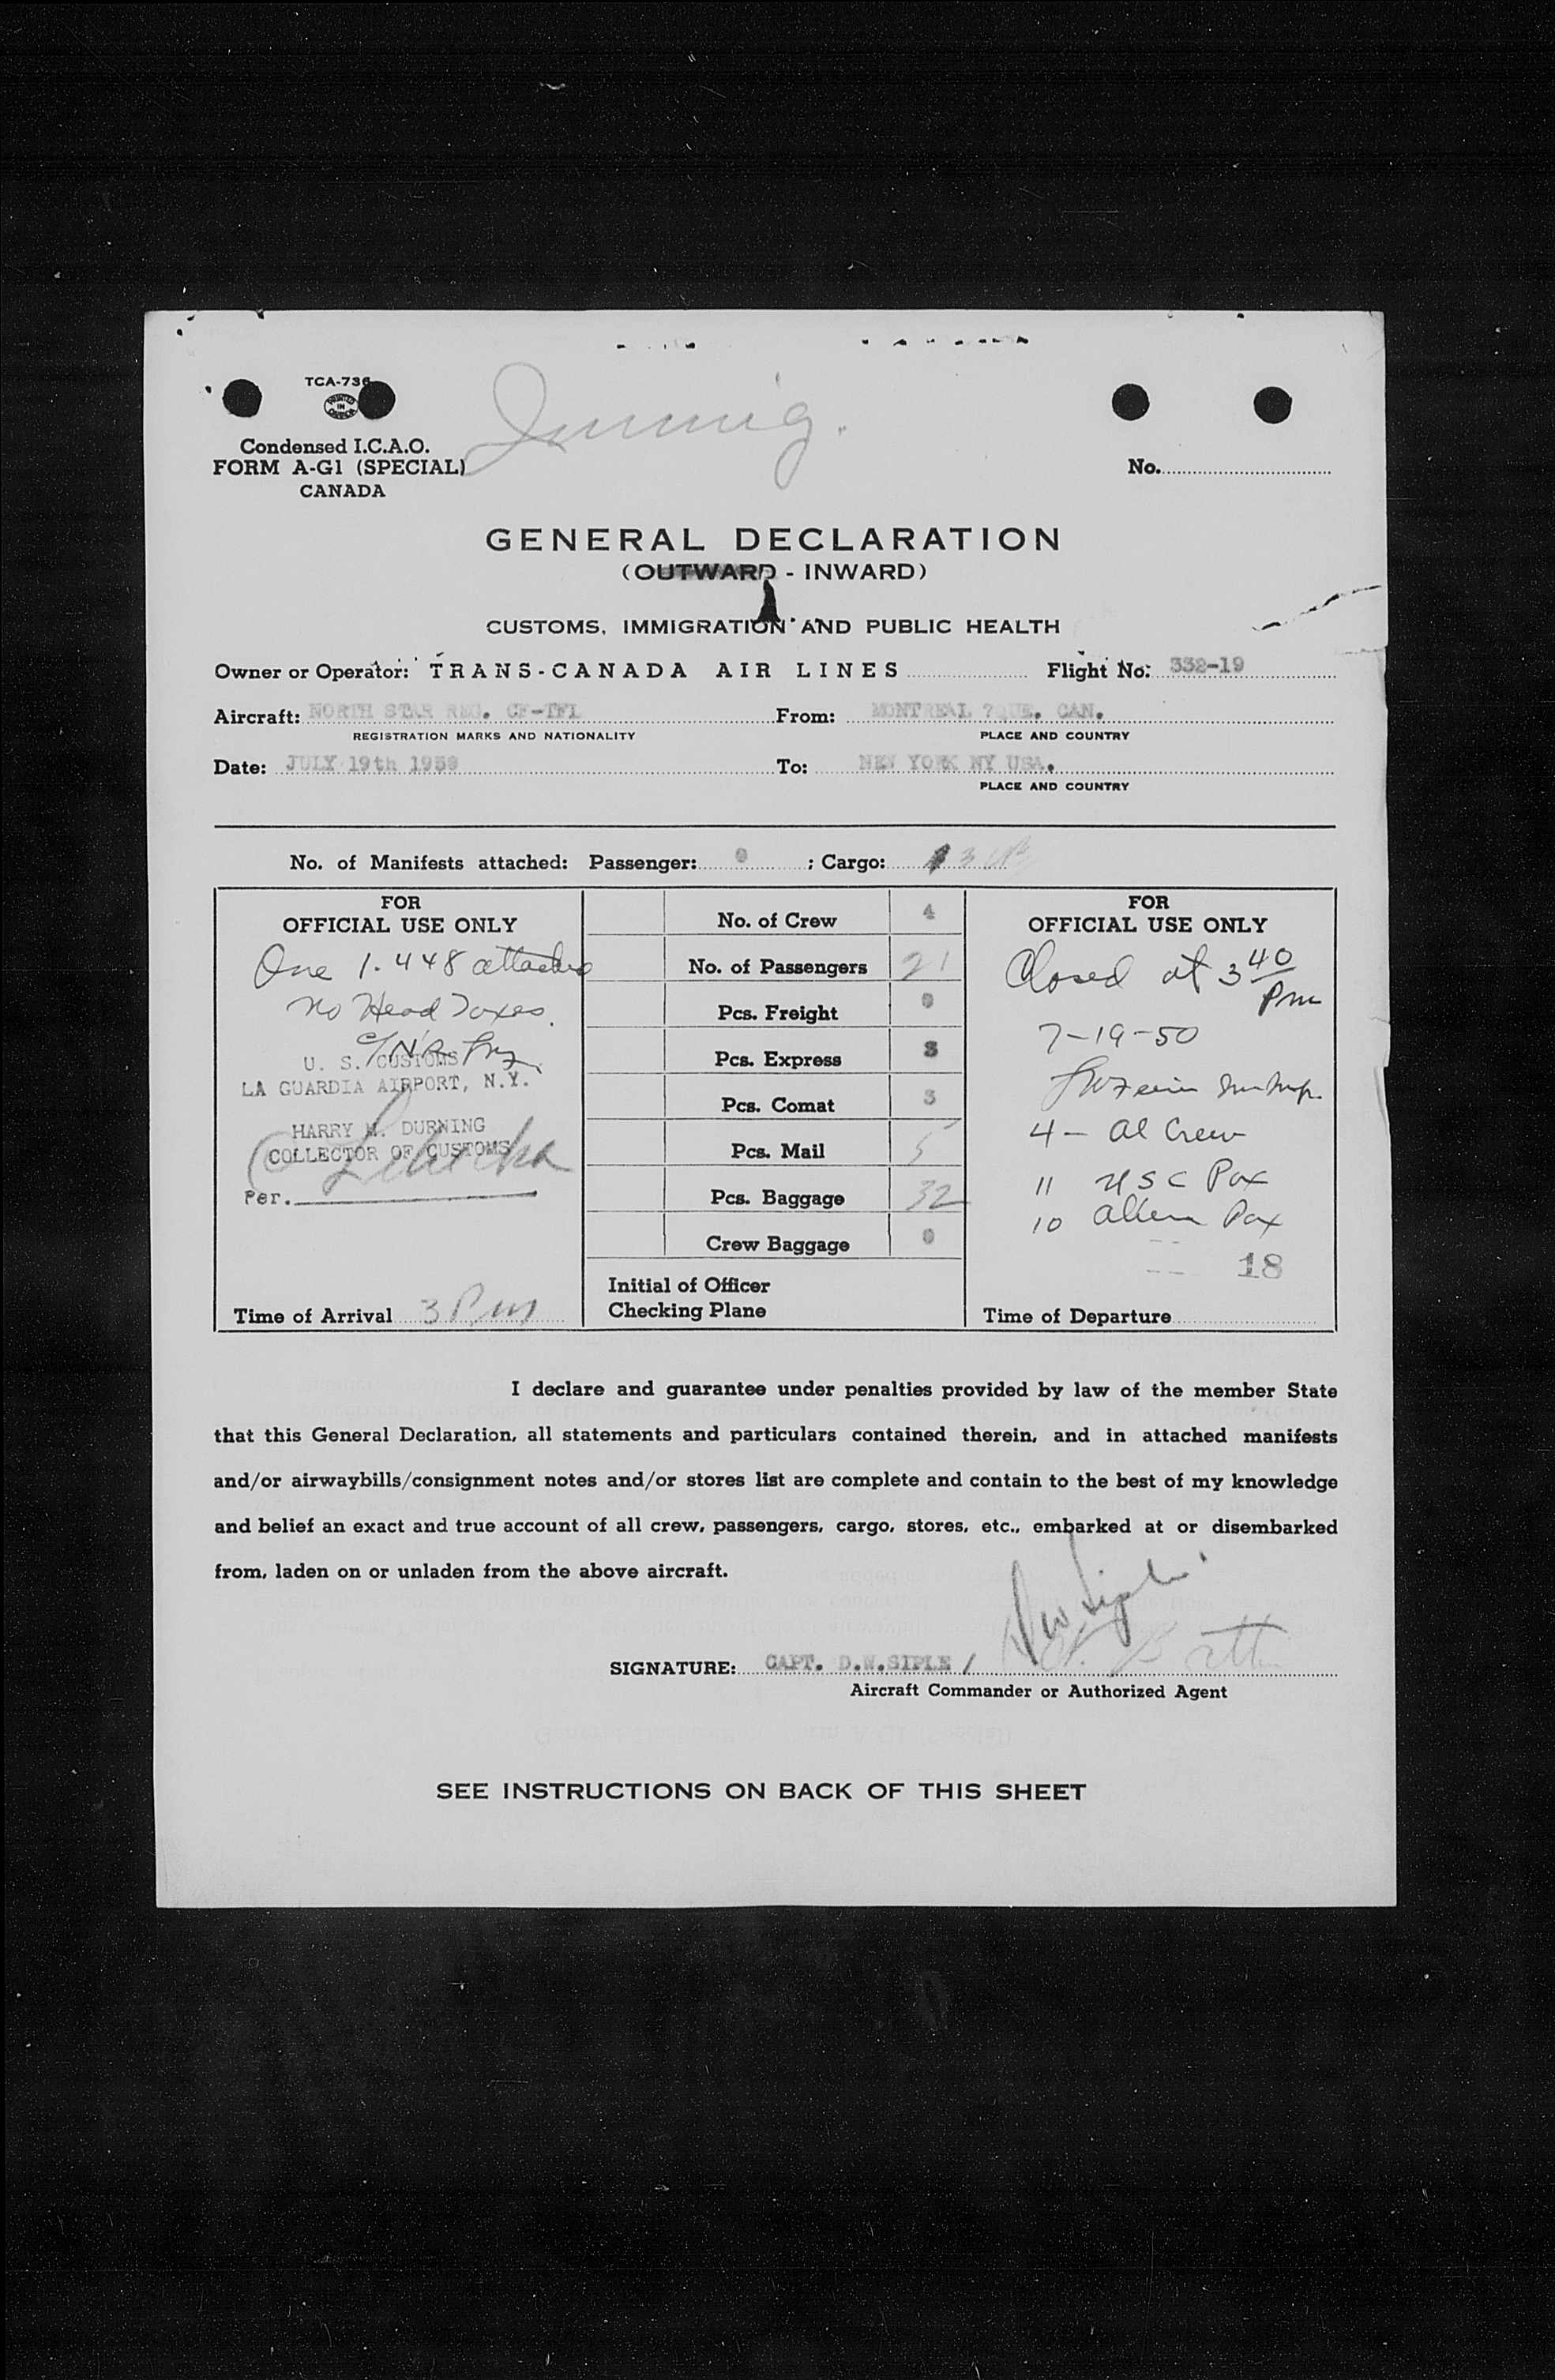 TCA-736
PRINTED IN CANADA
Immig.
Condensed I.C.A.O.
FORM A-G1 (SPECIAL)
CANADA
No.
GENERAL DECLARATION
(OUTWARD - INWARD)
CUSTOMS, IMMIGRATION AND PUBLIC HEALTH
Owner or Operator: TRANS-CANADA AIR LINES Flight No: 332-19
Aircraft: NORTH STAR REG. CF-TFL From: MONTREAL ?QUE. CAN.
REGISTRATION MARKS AND NATIONALITY PLACE AND COUNTRY
Date: JULY 19th 1950 To: NEW YORK NY USA.
PLACE AND COUNTRY
No. of Manifests attached: Passenger: 0 ; Cargo: 3
FOR
OFFICIAL USE ONLY
One 1.448 attached
No Head Taxes.
U. S. CUSTOMS
LA GUARDIA AIRPORT, N.Y.
HARRY M. DURNING
COLLECTOR OF CUSTOMS
Per.
Time of Arrival 3 Pm
No. of Crew 4
No. of Passengers 21
Pcs. Freight 0
Pcs. Express 3
Pcs. Comat 3
Pcs. Mail 5
Pcs. Baggage 32
Crew Baggage 0
Initial of Officer
Checking Plane
FOR
OFFICIAL USE ONLY
Closed at 3 40
Pm
7-19-50
4 - Al Crew
11 USC Pax
10 Alien Pax
18
Time of Departure
I declare and guarantee under penalties provided by law of the member State
that this General Declaration, all statements and particulars contained therein, and in attached manifests
and/or airwaybills/consignment notes and/or stores list are complete and contain to the best of my knowledge
and belief an exact and true account of all crew, passengers, cargo, stores, etc., embarked at or disembarked
from, laden on or unladen from the above aircraft.
SIGNATURE: CAPT. D.W.SIPLE / DW Siple
Aircraft Commander or Authorized Agent
SEE INSTRUCTIONS ON BACK OF THIS SHEET